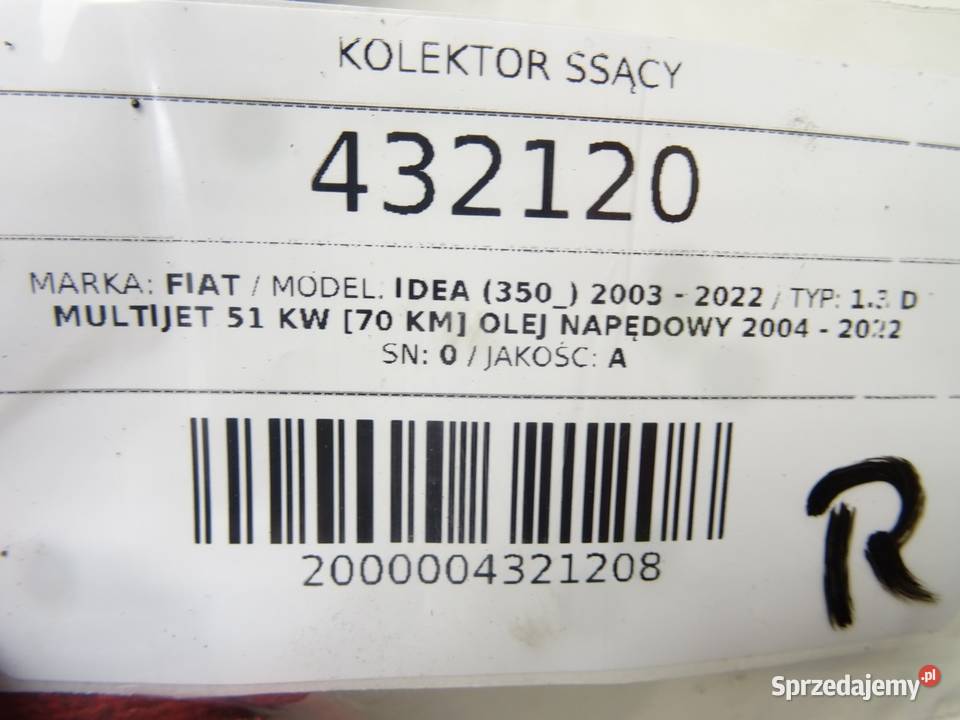 KOLEKTOR SSĄCY
432120
MARKA: FIAT / MODEL: IDEA (350_) 2003 - 2022 / TYP: 1.3 D
MULTIJET 51 KW [70 KM] OLEJ NAPĘDOWY 2004 - 2022
SN: 0 / JAKOŚC: A
2000004321208
R
Sprzedajemy.pl